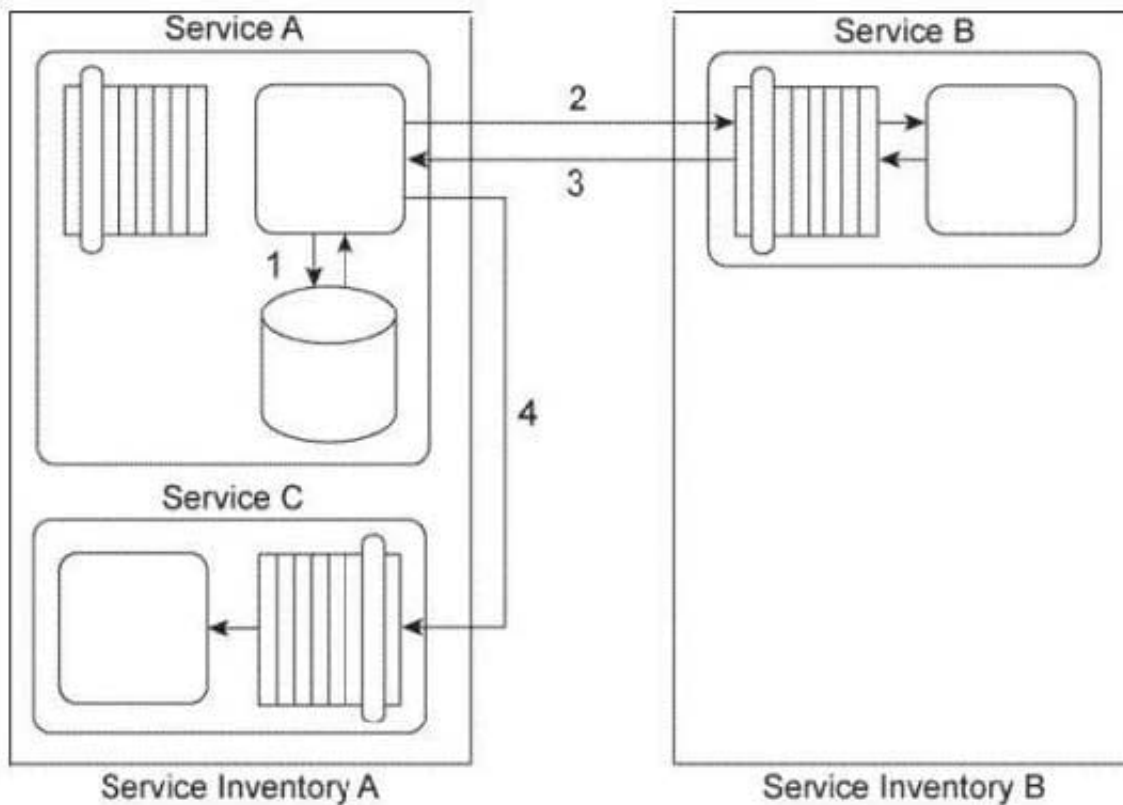 Service A
Service B
2
3
1
4
Service C
Service Inventory A
Service Inventory B